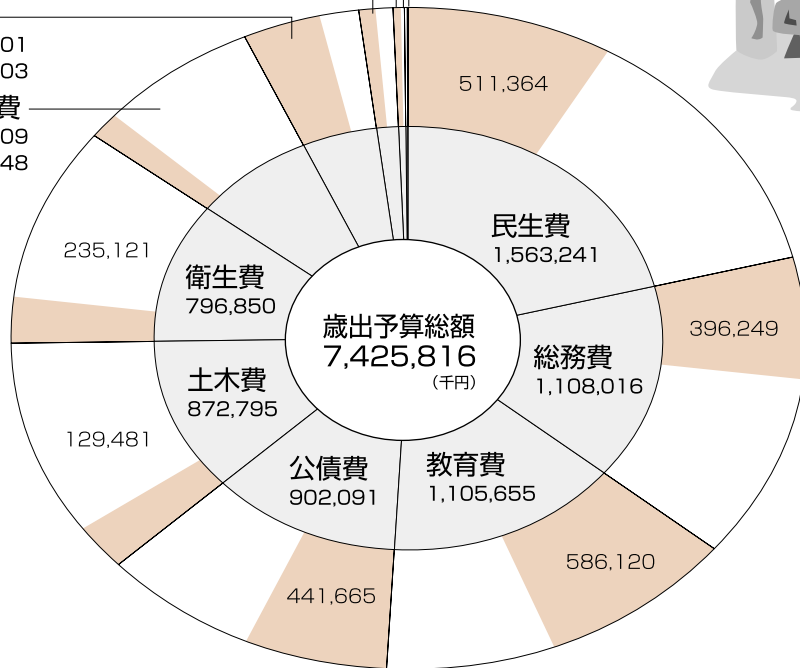 01
03
費
09
48
511,364
民生費
1,563,241
396,249
総務費
1,108,016
586,120
教育費
1,105,655
441,665
公債費
902,091
129,481
土木費
872,795
235,121
衛生費
796,850
歳出予算総額
7,425,816
（千円）